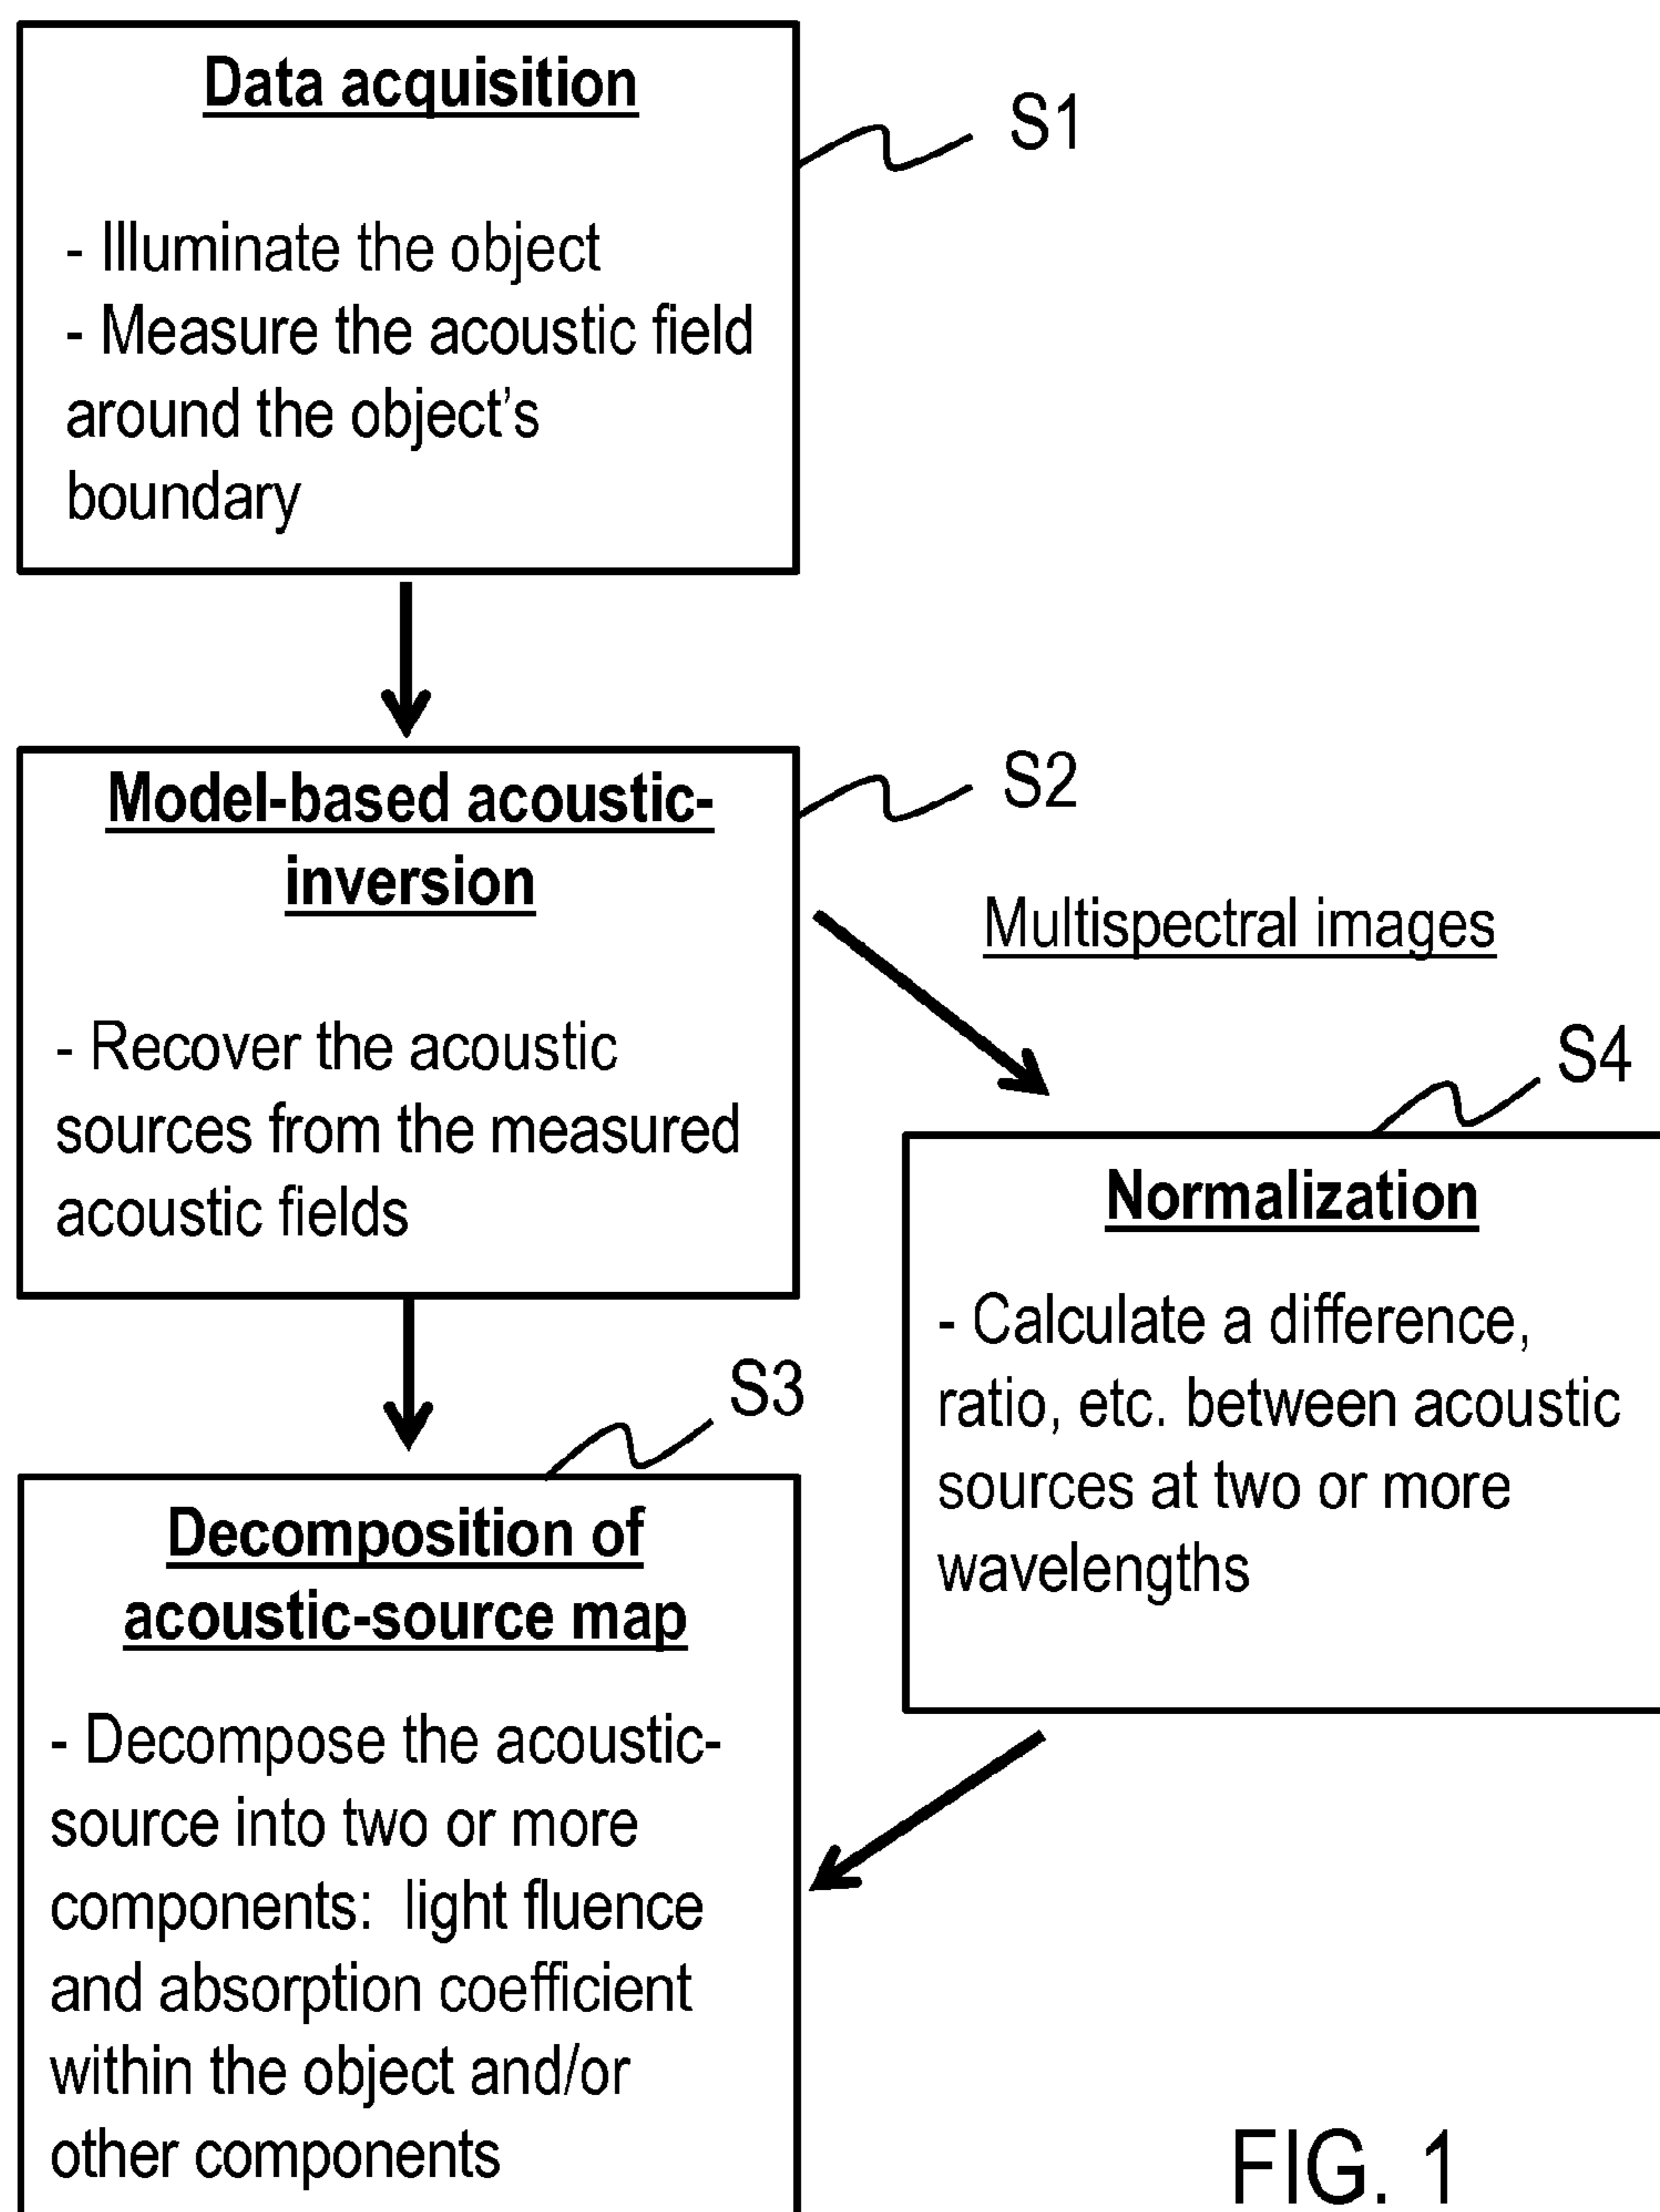 Data acquisition
S1
- Illuminate the object
- Measure the acoustic field
around the object's
boundary
Model-based acoustic-
inversion
S2
- Recover the acoustic
sources from the measured
acoustic fields
Multispectral images
S4
Normalization
- Calculate a difference,
ratio, etc. between acoustic
sources at two or more
wavelengths
S3
Decomposition of
acoustic-source map
- Decompose the acoustic-
source into two or more
components:  light fluence
and absorption coefficient
within the object and/or
other components
FIG. 1